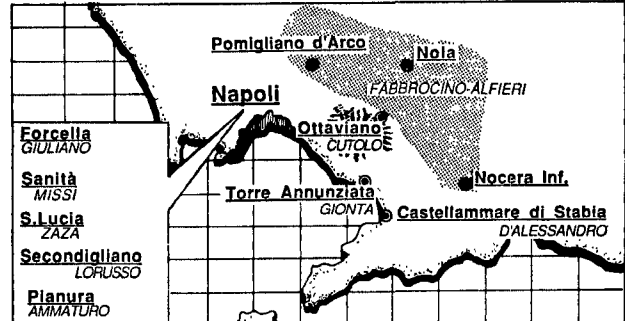 Pomigliano d'Arco
Nola
FABBROCINO-ALFIERI
Napoli
Ottaviano
CUTOLO
Nocera Inf.
Torre Annunziata
GIONTA
Castellammare di Stabia
D'ALESSANDRO
Forcella
GIULIANO
Sanità
MISSI
S.Lucia
ZAZA
Secondigliano
LORUSSO
Pianura
AMMATURO